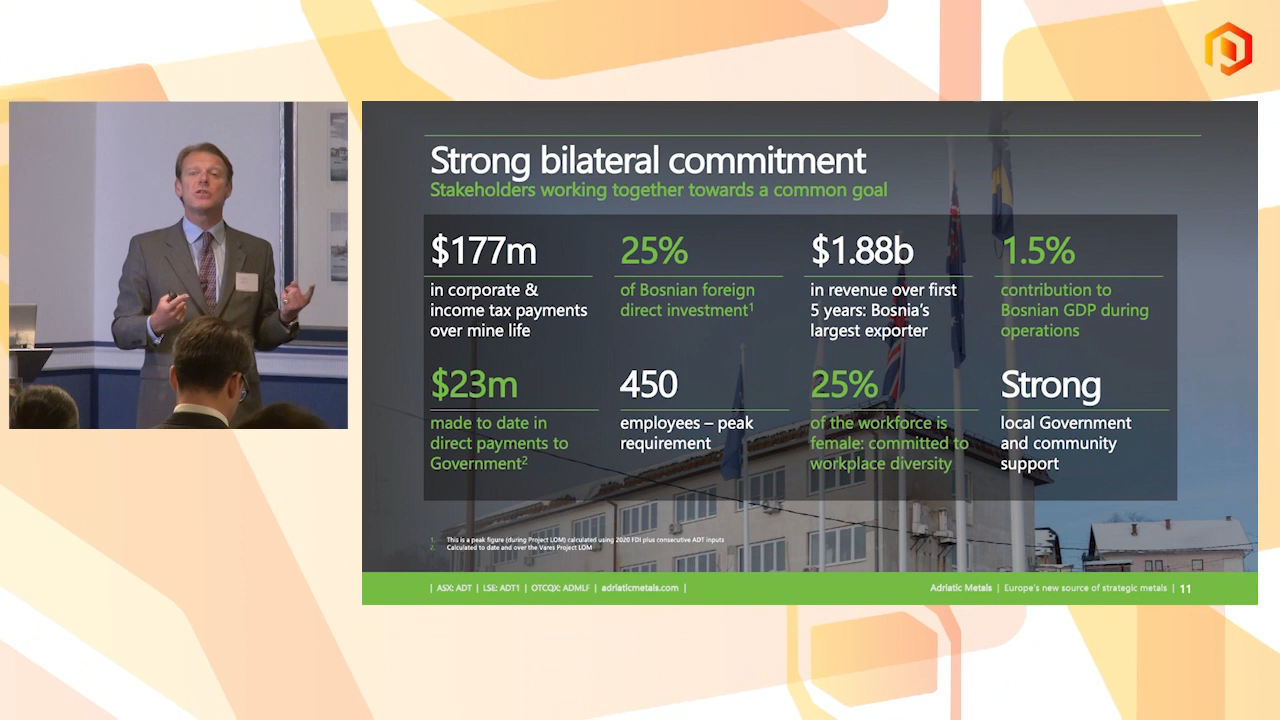 Strong bilateral commitment
Stakeholders working together towards a common goal
$177m
in corporate &
income tax payments
over mine life
25%
of Bosnian foreign
direct investment¹
$1.88b
in revenue over first
5 years: Bosnia's
largest exporter
1.5%
contribution to
Bosnian GDP during
operations
$23m
made to date in
direct payments to
Government²
450
employees – peak
requirement
25%
of the workforce is
female: committed to
workplace diversity
Strong
local Government
and community
support
1. This is a peak figure (during Project LOM) calculated using 2020 FDI plus consecutive ADT inputs
2. Calculated to date and over the Vares Project LOM
| ASX: ADT | LSE: ADT1 | OTCQX: ADMLF | adriaticmetals.com |
Adriatic Metals | Europe's new source of strategic metals | 11